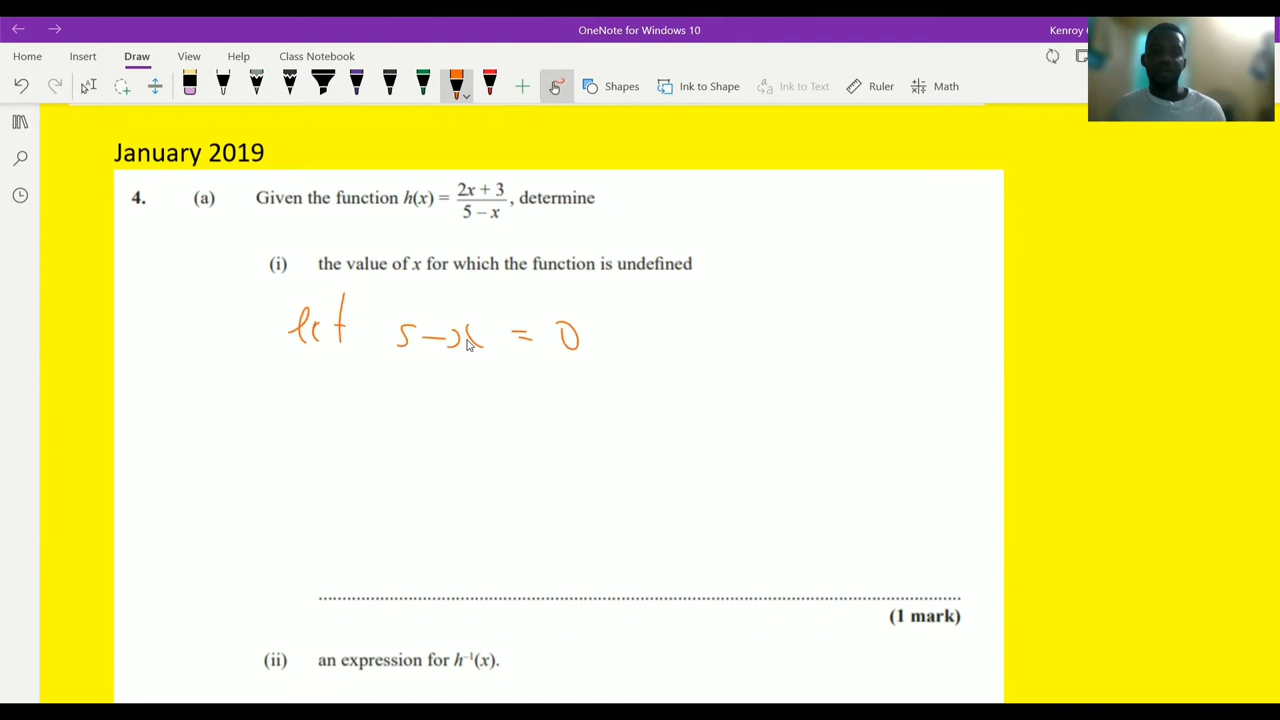 OneNote for Windows 10
Kenroy
Home Insert Draw View Help Class Notebook
Shapes Ink to Shape Ink to Text Ruler Math
January 2019
4. (a) Given the function h(x) = (2x + 3)/(5 – x), determine
(i) the value of x for which the function is undefined
let 5 – x = 0
(1 mark)
(ii) an expression for h⁻¹(x).